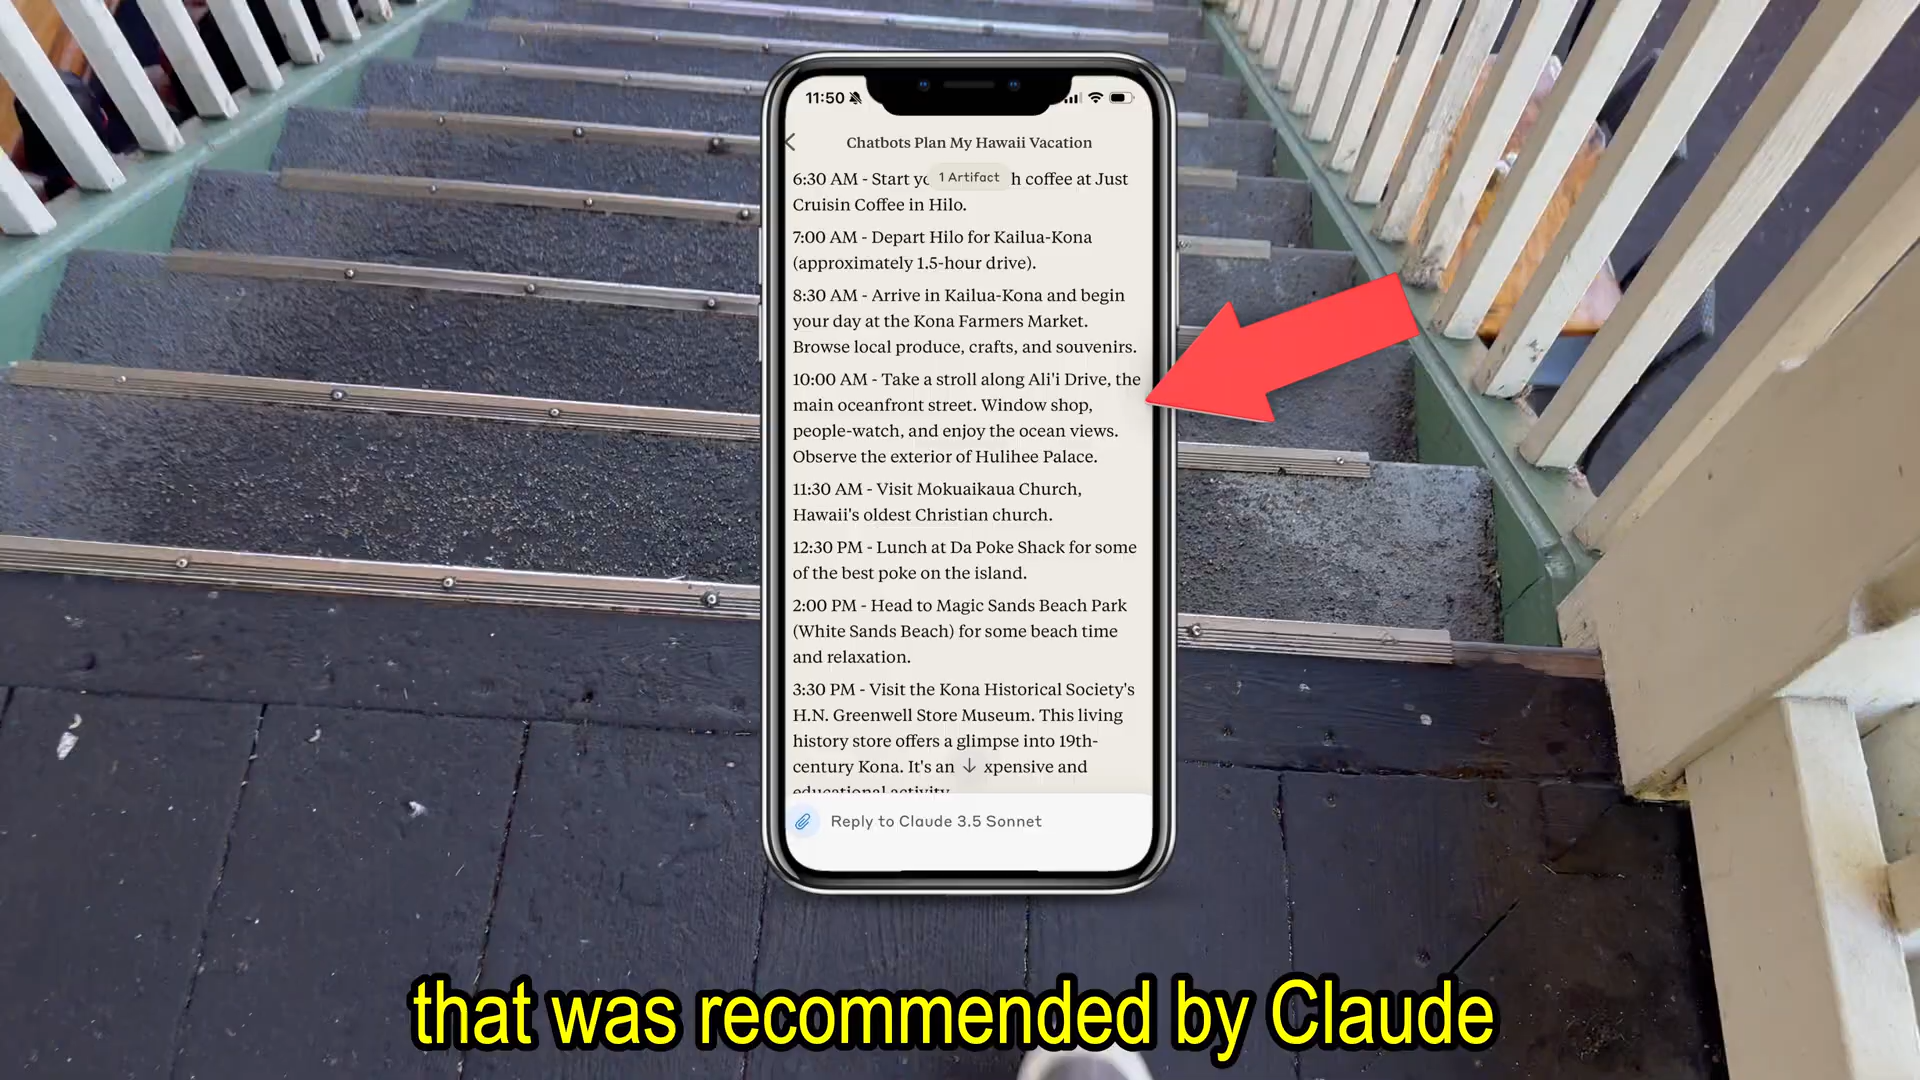 11:50
Chatbots Plan My Hawaii Vacation
1 Artifact
6:30 AM - Start h coffee at Just
Cruisin Coffee in Hilo.
7:00 AM - Depart Hilo for Kailua-Kona
(approximately 1.5-hour drive).
8:30 AM - Arrive in Kailua-Kona and begin
your day at the Kona Farmers Market.
Browse local produce, crafts, and souvenirs.
10:00 AM - Take a stroll along Ali'i Drive, the
main oceanfront street. Window shop,
people-watch, and enjoy the ocean views.
Observe the exterior of Hulihee Palace.
11:30 AM - Visit Mokuaikaua Church,
Hawaii's oldest Christian church.
12:30 PM - Lunch at Da Poke Shack for some
of the best poke on the island.
2:00 PM - Head to Magic Sands Beach Park
(White Sands Beach) for some beach time
and relaxation.
3:30 PM - Visit the Kona Historical Society's
H.N. Greenwell Store Museum. This living
history store offers a glimpse into 19th-
century Kona. It's an xpensive and
educational activity.
Reply to Claude 3.5 Sonnet
that was recommended by Claude